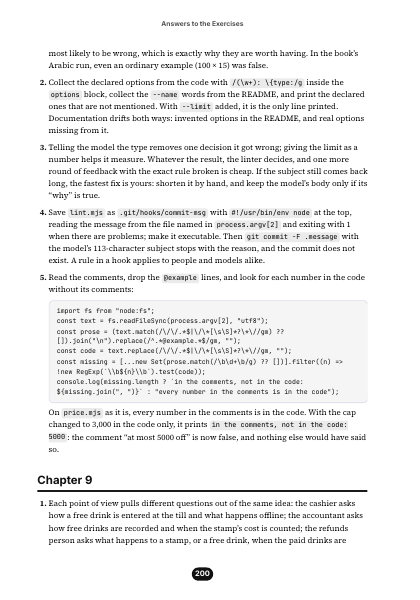 Answers to the Exercises
most likely to be wrong, which is exactly why they are worth having. In the book's
Arabic run, even an ordinary example (100 × 15) was false.
2. Collect the declared options from the code with /(\w+): \{type:/g inside the
options block, collect the --name words from the README, and print the declared
ones that are not mentioned. With --limit added, it is the only line printed.
Documentation drifts both ways: invented options in the README, and real options
missing from it.
3. Telling the model the type removes one decision it got wrong; giving the limit as a
number helps it measure. Whatever the result, the linter decides, and one more
round of feedback with the exact rule broken is cheap. If the subject still comes back
long, the fastest fix is yours: shorten it by hand, and keep the model's body only if its
“why” is true.
4. Save lint.mjs as .git/hooks/commit-msg with #!/usr/bin/env node at the top,
reading the message from the file named in process.argv[2] and exiting with 1
when there are problems; make it executable. Then git commit -F .message with
the model's 113-character subject stops with the reason, and the commit does not
exist. A rule in a hook applies to people and models alike.
5. Read the comments, drop the @example lines, and look for each number in the code
without its comments:
import fs from "node:fs";
const text = fs.readFileSync(process.argv[2], "utf8");
const prose = (text.match(/\/\/.*$|\/\*[\s\S]*?\*\//gm) ??
[]).join("\n").replace(/^.*@example.*$/gm, "");
const code = text.replace(/\/\/.*$|\/\*[\s\S]*?\*\//gm, "");
const missing = [...new Set(prose.match(/\b\d+\b/g) ?? [])].filter((n) =>
!new RegExp(`\\b${n}\\b`).test(code));
console.log(missing.length ? `in the comments, not in the code:
${missing.join(", ")}` : "every number in the comments is in the code");
On price.mjs as it is, every number in the comments is in the code. With the cap
changed to 3,000 in the code only, it prints in the comments, not in the code:
5000: the comment “at most 5000 off” is now false, and nothing else would have said
so.
Chapter 9
1. Each point of view pulls different questions out of the same idea: the cashier asks
how a free drink is entered at the till and what happens offline; the accountant asks
how free drinks are recorded and when the stamp's cost is counted; the refunds
person asks what happens to a stamp, or a free drink, when the paid drinks are
200